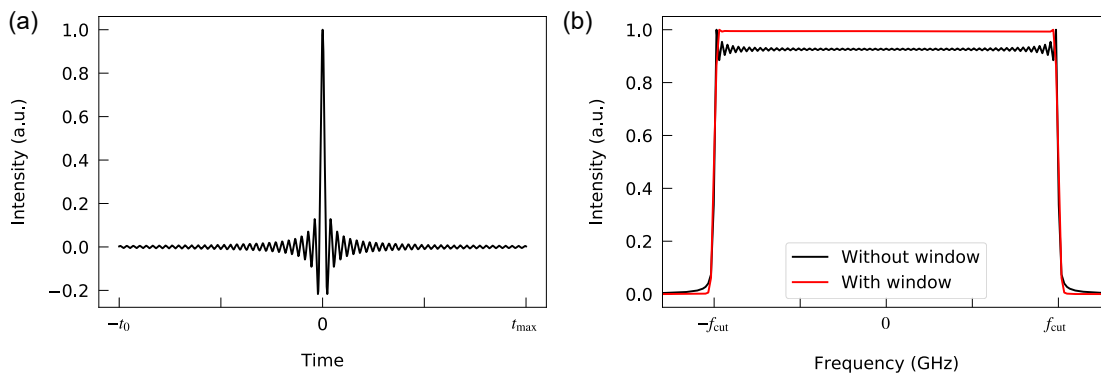 (a)
Intensity (a.u.)
1.0
0.8
0.6
0.4
0.2
0.0
−0.2
−t0
0
tmax
Time
(b)
Intensity (a.u.)
1.0
0.8
0.6
0.4
0.2
0.0
Without window
With window
−fcut
0
fcut
Frequency (GHz)